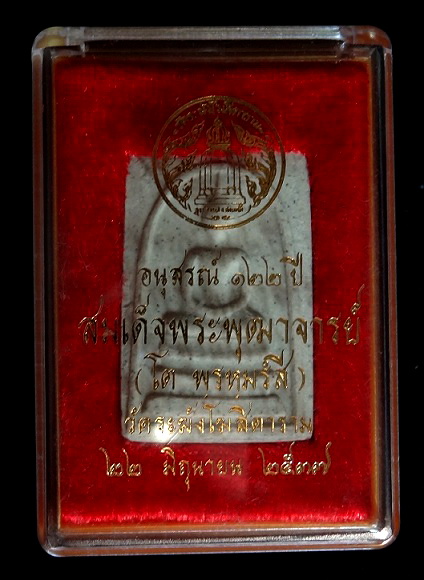 อนุสรณ์ ๑๒๒ ปี
สมเด็จพระพุฒาจารย์
(โต พรหมรังสี)
วัดระฆังโฆสิตาราม
๒๒ มิถุนายน ๒๕๓๗